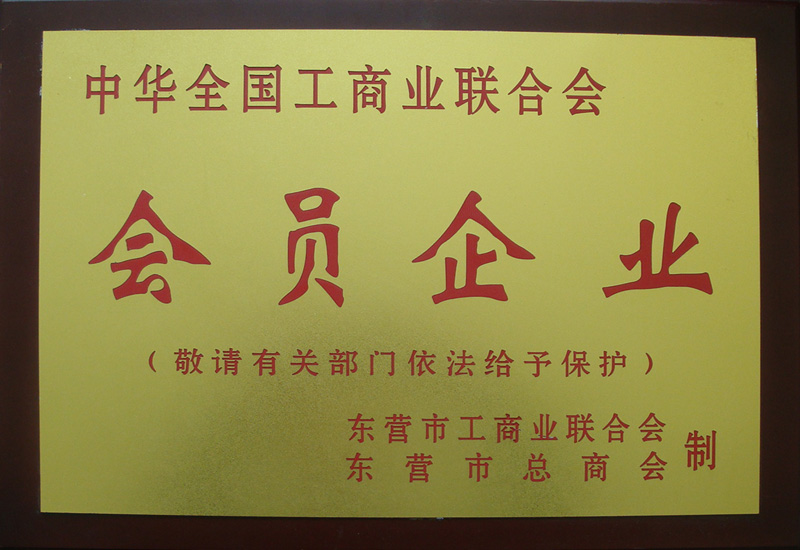 中华全国工商业联合会
会员企业
（敬请有关部门依法给予保护）
东营市工商业联合会
东营市总商会
制